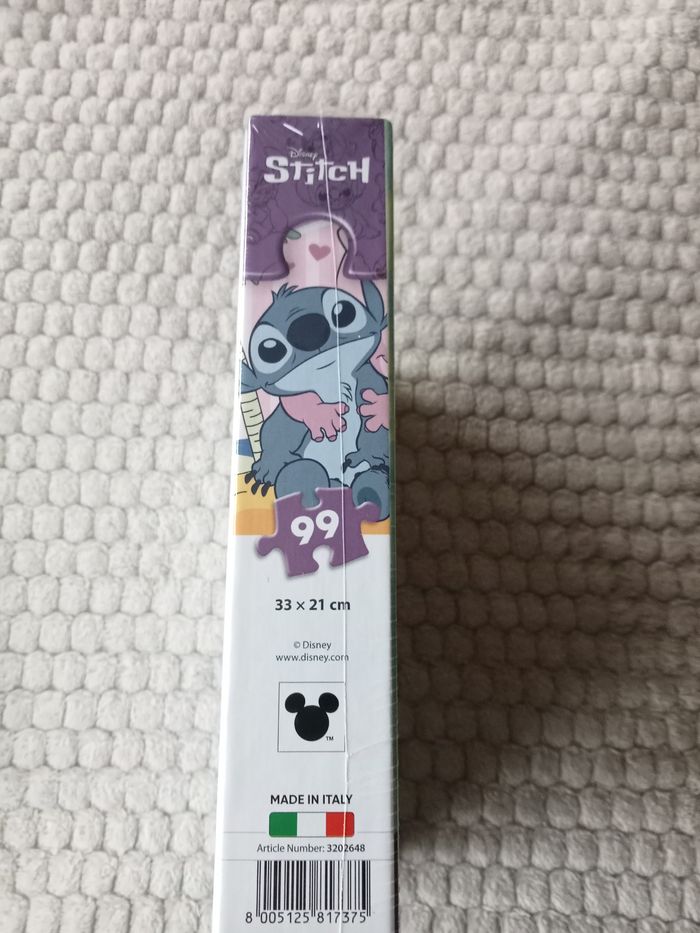 Disney
STiTCH
99
33 × 21 cm
© Disney
www.disney.com
TM
MADE IN ITALY
Article Number: 3202648
8 005125 817375